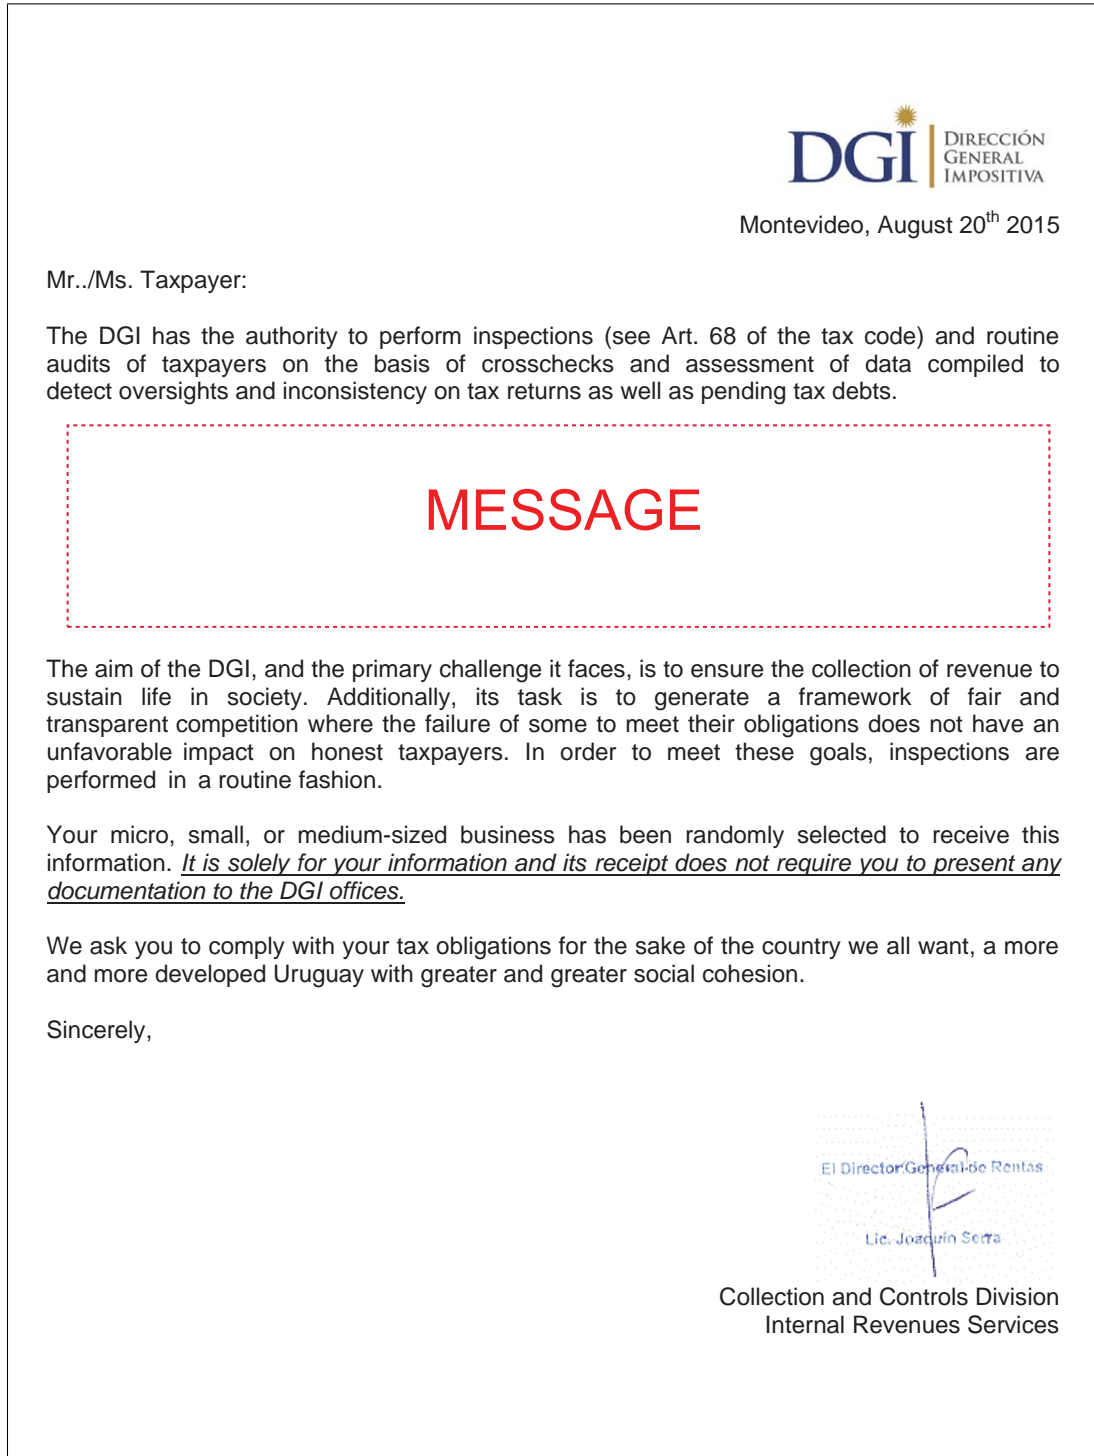 DGI DIRECCIÓN
GENERAL
IMPOSITIVA
Montevideo, August 20th 2015
Mr../Ms. Taxpayer:
The DGI has the authority to perform inspections (see Art. 68 of the tax code) and routine
audits of taxpayers on the basis of crosschecks and assessment of data compiled to
detect oversights and inconsistency on tax returns as well as pending tax debts.
MESSAGE
The aim of the DGI, and the primary challenge it faces, is to ensure the collection of revenue to
sustain life in society. Additionally, its task is to generate a framework of fair and
transparent competition where the failure of some to meet their obligations does not have an
unfavorable impact on honest taxpayers. In order to meet these goals, inspections are
performed in a routine fashion.
Your micro, small, or medium-sized business has been randomly selected to receive this
information. It is solely for your information and its receipt does not require you to present any
documentation to the DGI offices.
We ask you to comply with your tax obligations for the sake of the country we all want, a more
and more developed Uruguay with greater and greater social cohesion.
Sincerely,
El Director General de Rentas
Lic. Joaquín Serra
Collection and Controls Division
Internal Revenues Services